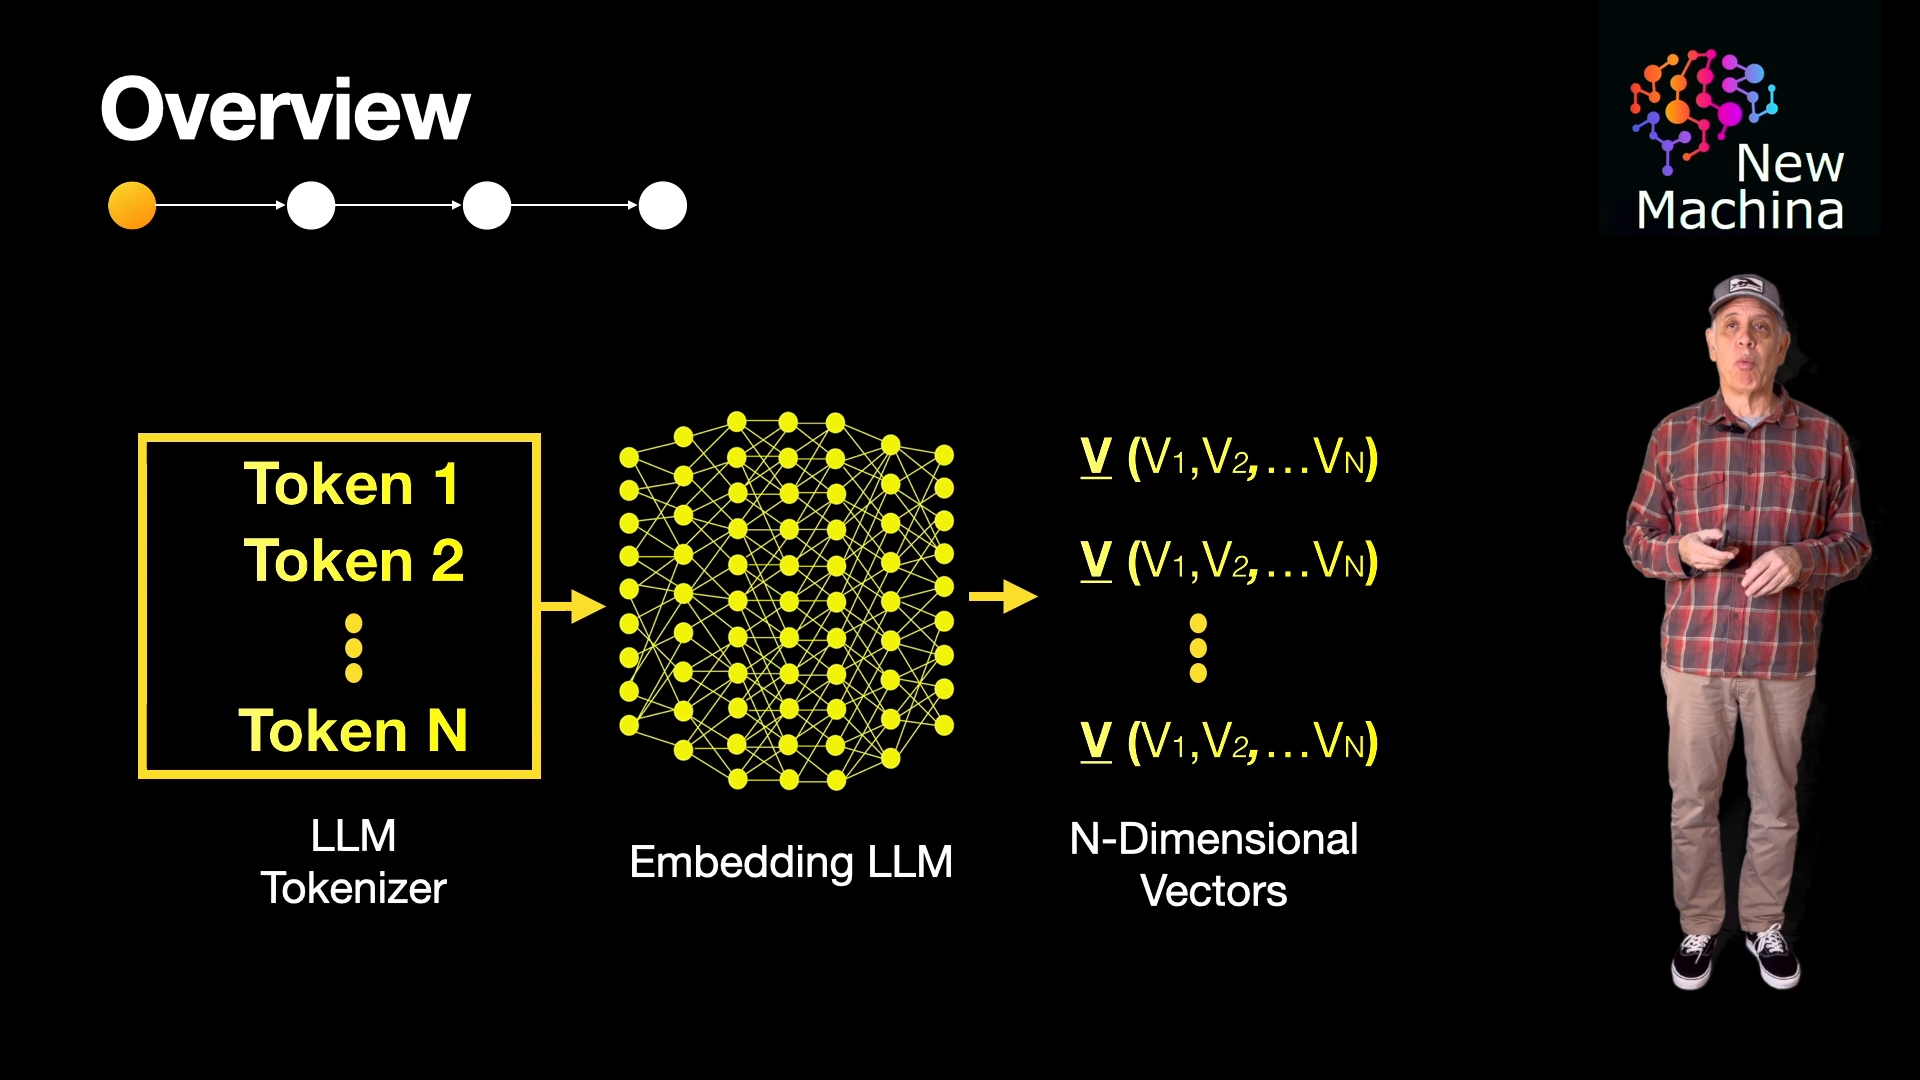 Overview
New
Machina
Token 1
Token 2
Token N
LLM
Tokenizer
Embedding LLM
V (V1,V2,...VN)
V (V1,V2,...VN)
V (V1,V2,...VN)
N-Dimensional
Vectors